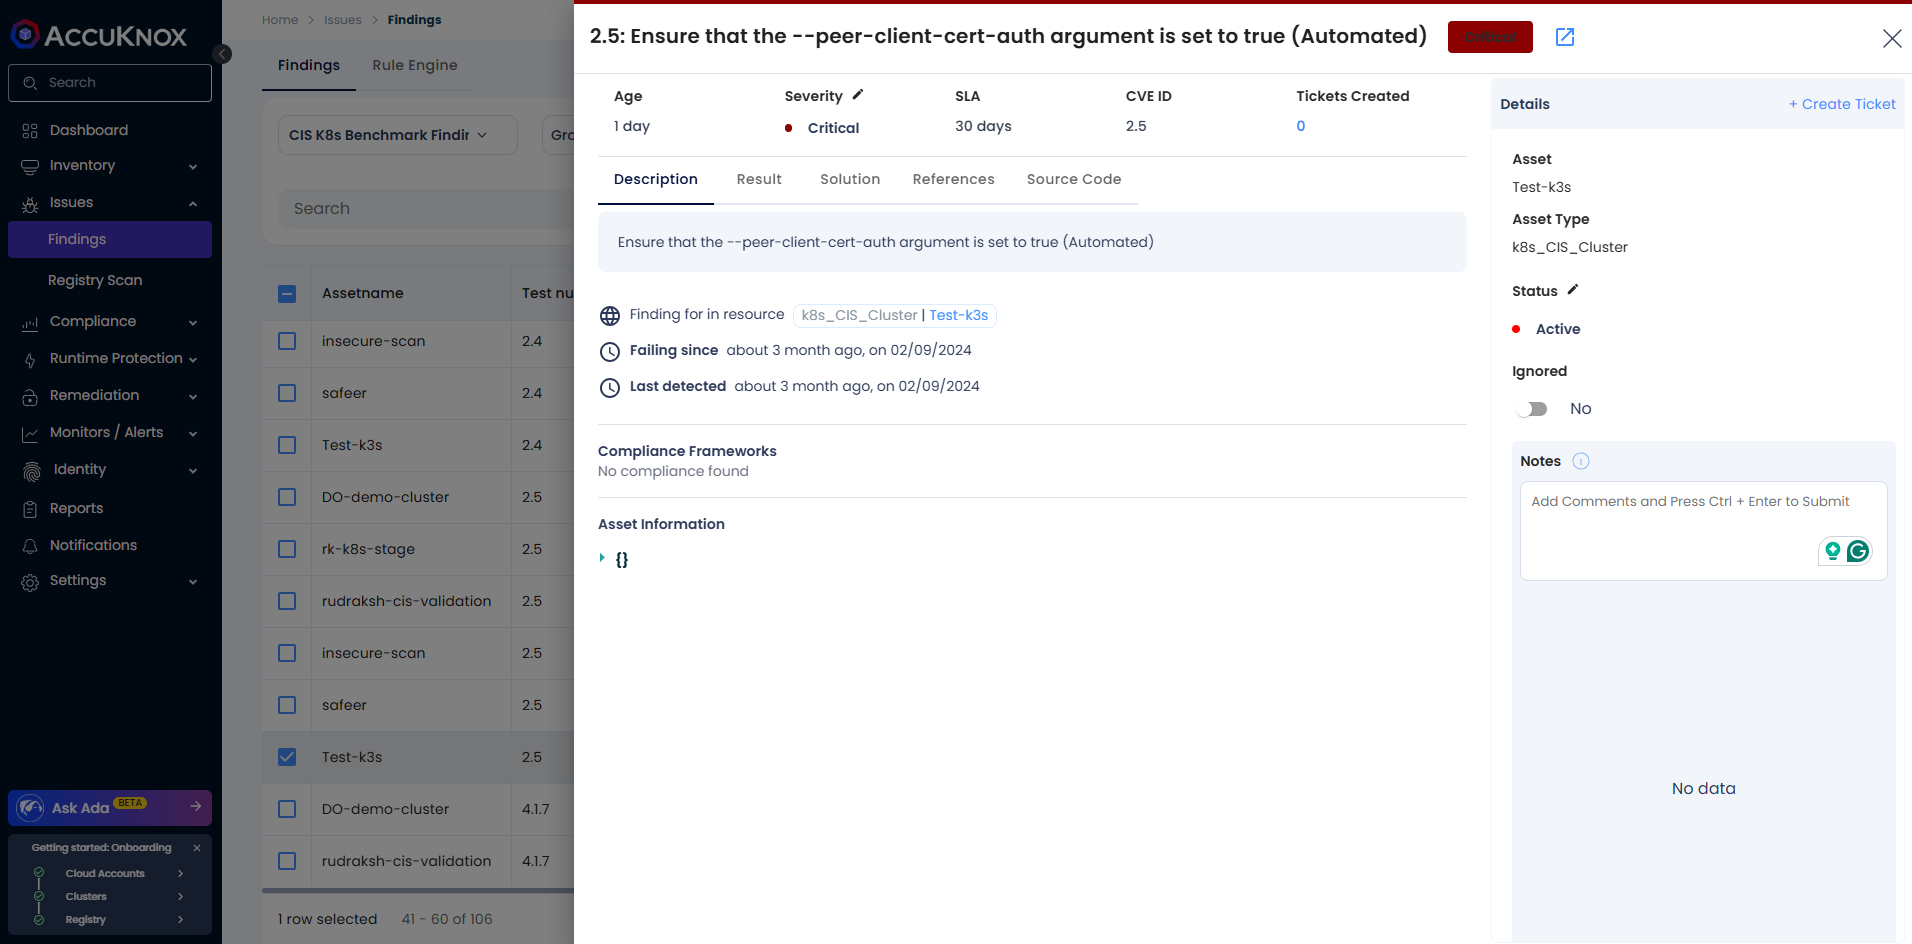 ACCUKNOX
Search
Dashboard
Inventory
Issues
Findings
Registry Scan
Compliance
Runtime Protection
Remediation
Monitors / Alerts
Identity
Reports
Notifications
Settings
Ask Ada BETA
Getting started: Onboarding
Cloud Accounts
Clusters
Registry
Home > Issues > Findings
Findings Rule Engine
CIS K8s Benchmark Findir
Gro
Search
Assetname Test nu
insecure-scan 2.4
safeer 2.4
Test-k3s 2.4
DO-demo-cluster 2.5
rk-k8s-stage 2.5
rudraksh-cis-validation 2.5
insecure-scan 2.5
safeer 2.5
Test-k3s 2.5
DO-demo-cluster 4.1.7
rudraksh-cis-validation 4.1.7
1 row selected 41 - 60 of 106
2.5: Ensure that the --peer-client-cert-auth argument is set to true (Automated) Critical
Age Severity SLA CVE ID Tickets Created
1 day Critical 30 days 2.5 0
Description Result Solution References Source Code
Ensure that the --peer-client-cert-auth argument is set to true (Automated)
Finding for in resource k8s_CIS_Cluster | Test-k3s
Failing since about 3 month ago, on 02/09/2024
Last detected about 3 month ago, on 02/09/2024
Compliance Frameworks
No compliance found
Asset Information
{}
Details + Create Ticket
Asset
Test-k3s
Asset Type
k8s_CIS_Cluster
Status
Active
Ignored
No
Notes
Add Comments and Press Ctrl + Enter to Submit
No data